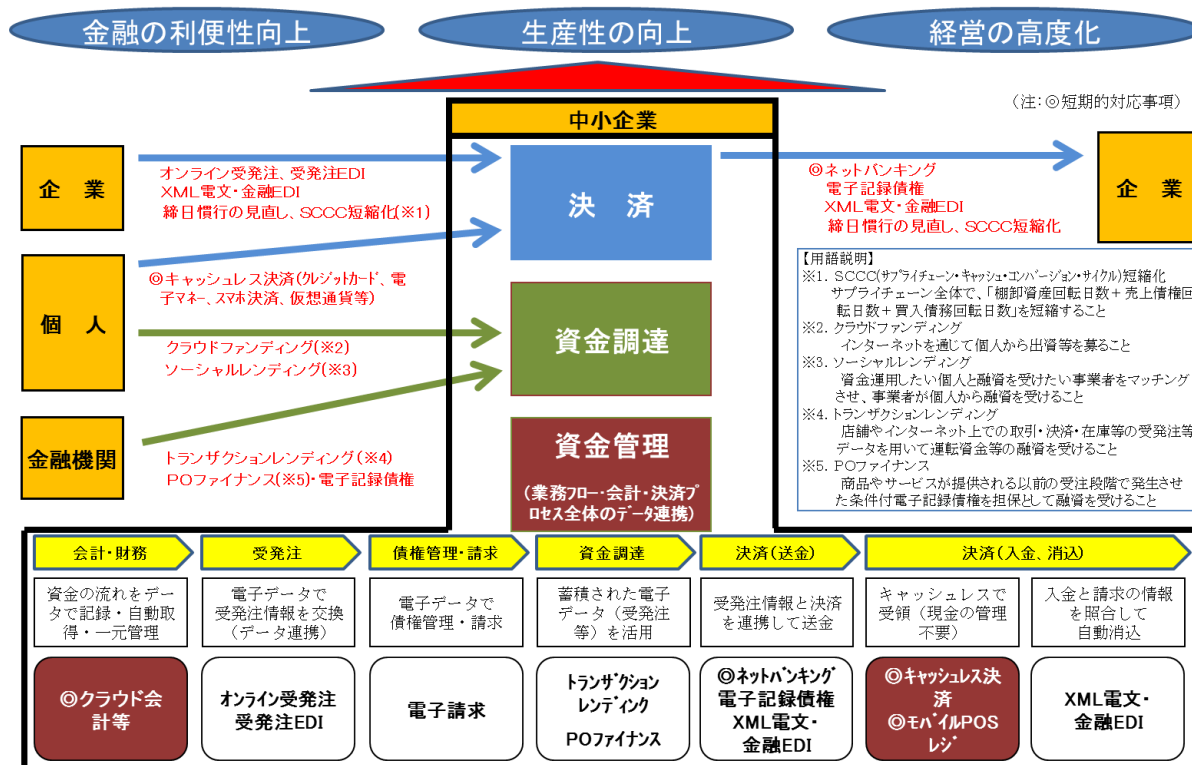 金融の利便性向上
生産性の向上
経営の高度化
(注:◎短期的対応事項)
中小企業
企　業
オンライン受発注、受発注EDI
XML電文・金融EDI
締日慣行の見直し、SCCC短縮化(※1)
決　済
◎ネットバンキング
電子記録債権
XML電文・金融EDI
締日慣行の見直し、SCCC短縮化
企　業
個　人
◎キャッシュレス決済(クレジットカード、電
子マネー、スマホ決済、仮想通貨等)
クラウドファンディング(※2)
ソーシャルレンディング(※3)
資金調達
金融機関
トランザクションレンディング(※4)
POファイナンス(※5)・電子記録債権
資金管理
(業務フロー・会計・決済プ
ロセス全体のデータ連携)
【用語説明】
※1. SCCC(サプライチェーン・キャッシュ・コンバージョン・サイクル)短縮化
サプライチェーン全体で、「棚卸資産回転日数+売上債権回
転日数+買入債務回転日数」を短縮すること
※2. クラウドファンディング
インターネットを通じて個人から出資等を募ること
※3. ソーシャルレンディング
資金運用したい個人と融資を受けたい事業者をマッチング
させ、事業者が個人から融資を受けること
※4. トランザクションレンディング
店舗やインターネット上での取引・決済・在庫等の受発注等
データを用いて運転資金等の融資を受けること
※5. POファイナンス
商品やサービスが提供される以前の受注段階で発生させ
た条件付電子記録債権を担保として融資を受けること
会計・財務
受発注
債権管理・請求
資金調達
決済(送金)
決済(入金、消込)
資金の流れをデー
タで記録・自動取
得・一元管理
電子データで
受発注情報を交換
(データ連携)
電子データで
債権管理・請求
蓄積された電子
データ(受発注
等)を活用
受発注情報と決済
を連携して送金
キャッシュレスで
受領(現金の管理
不要)
入金と請求の情報
を照合して
自動消込
◎クラウド会
計等
オンライン受発注
受発注EDI
電子請求
トランザクション
レンディング
POファイナンス
◎ネットバンキング
電子記録債権
XML電文・
金融EDI
◎キャッシュレス決
済
◎モバイルPOS
レジ
XML電文・
金融EDI